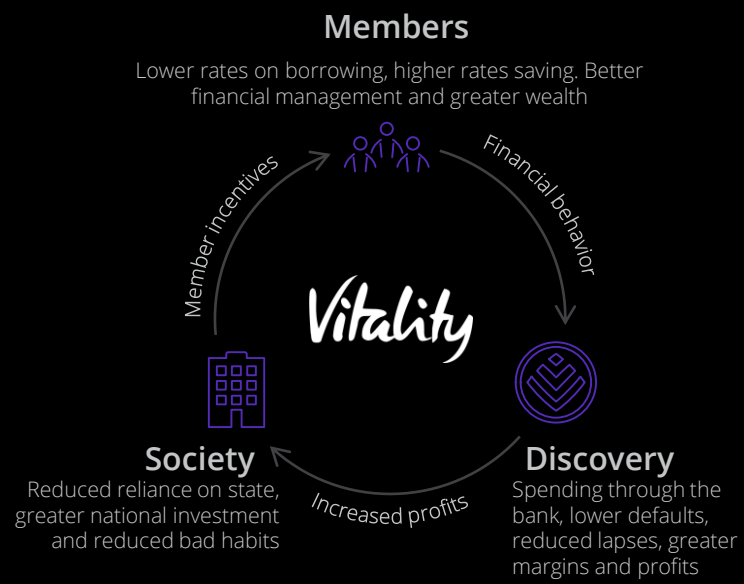 Members
Lower rates on borrowing, higher rates saving. Better
financial management and greater wealth
Member incentives
Financial behavior
Vitality
Society
Reduced reliance on state,
greater national investment
and reduced bad habits
Increased profits
Discovery
Spending through the
bank, lower defaults,
reduced lapses, greater
margins and profits